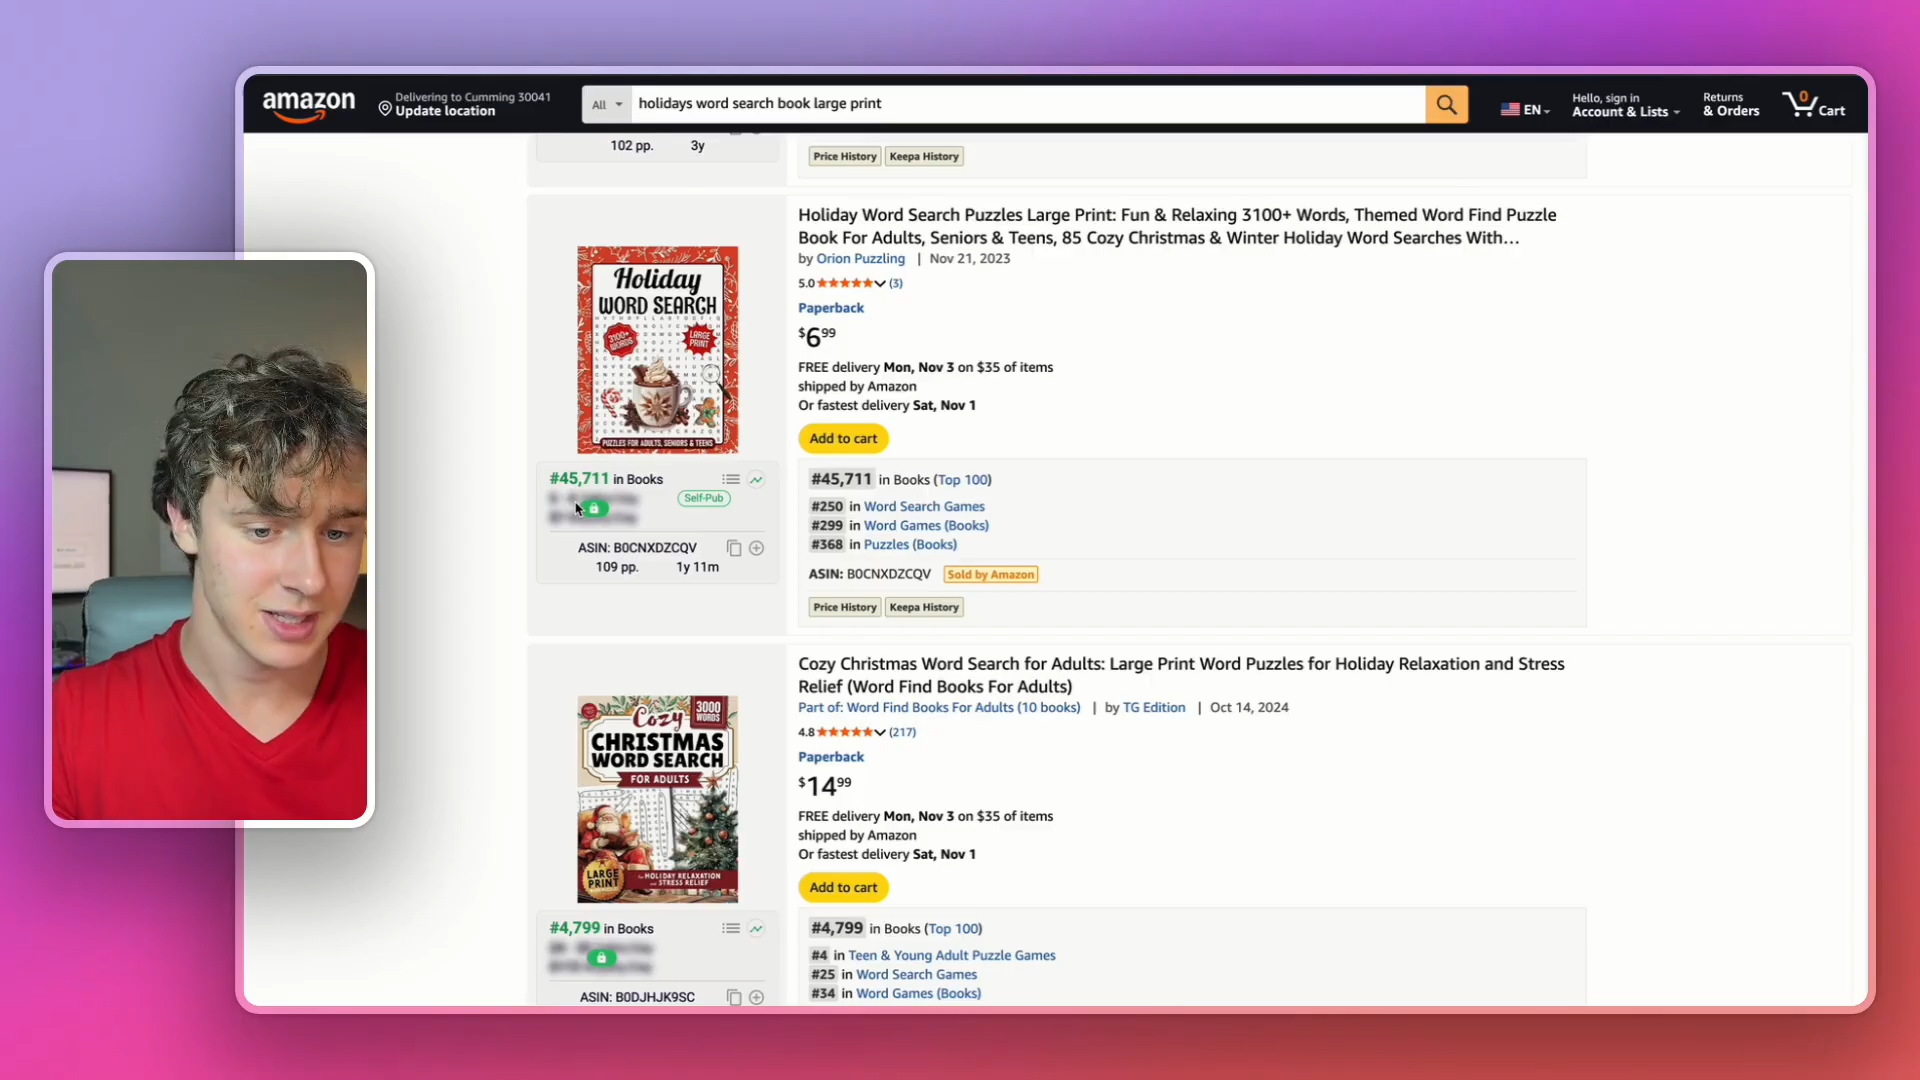 amazon
Delivering to Cumming 30041
Update location
All
holidays word search book large print
EN
Hello, sign in
Account & Lists
Returns
& Orders
0
Cart
102 pp. 3y
Price History Keepa History
Holiday Word Search Puzzles Large Print: Fun & Relaxing 3100+ Words, Themed Word Find Puzzle
Book For Adults, Seniors & Teens, 85 Cozy Christmas & Winter Holiday Word Searches With...
by Orion Puzzling | Nov 21, 2023
5.0 (3)
Paperback
$6.99
FREE delivery Mon, Nov 3 on $35 of items
shipped by Amazon
Or fastest delivery Sat, Nov 1
Add to cart
Holiday
WORD SEARCH
3100+
WORDS
LARGE
PRINT
PUZZLES FOR ADULTS, SENIORS & TEENS
#45,711 in Books
Self-Pub
ASIN: B0CNXDZCQV
109 pp. 1y 11m
#45,711 in Books (Top 100)
#250 in Word Search Games
#299 in Word Games (Books)
#368 in Puzzles (Books)
ASIN: B0CNXDZCQV Sold by Amazon
Price History Keepa History
Cozy Christmas Word Search for Adults: Large Print Word Puzzles for Holiday Relaxation and Stress
Relief (Word Find Books For Adults)
Part of: Word Find Books For Adults (10 books) | by TG Edition | Oct 14, 2024
4.8 (217)
Paperback
$14.99
FREE delivery Mon, Nov 3 on $35 of items
shipped by Amazon
Or fastest delivery Sat, Nov 1
Add to cart
3000
WORDS
Cozy
CHRISTMAS
WORD SEARCH
FOR ADULTS
LARGE
PRINT
HOLIDAY RELAXATION
STRESS RELIEF
#4,799 in Books
ASIN: B0DJHJK9SC
#4,799 in Books (Top 100)
#4 in Teen & Young Adult Puzzle Games
#25 in Word Search Games
#34 in Word Games (Books)